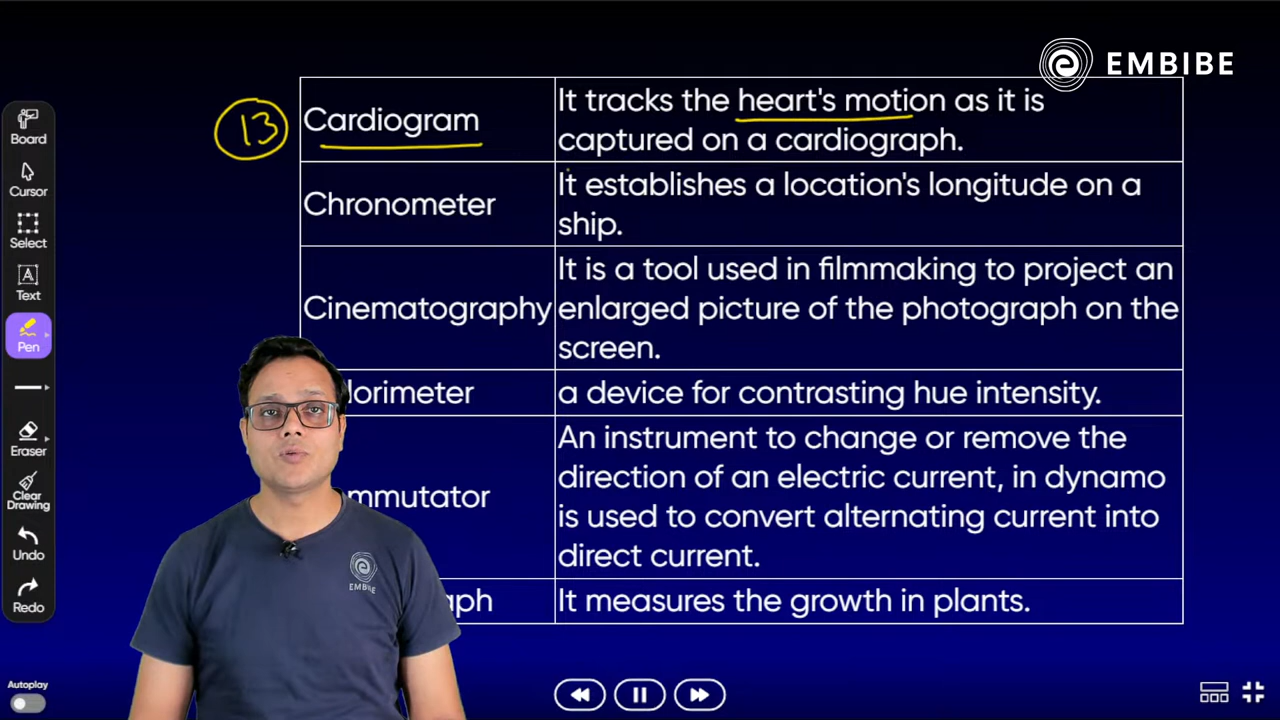 EMBIBE
Board
Cursor
Select
Text
Pen
Eraser
Clear
Drawing
Undo
Redo
13
Cardiogram
It tracks the heart's motion as it is
captured on a cardiograph.
Chronometer
It establishes a location's longitude on a
ship.
Cinematography
It is a tool used in filmmaking to project an
enlarged picture of the photograph on the
screen.
lorimeter
a device for contrasting hue intensity.
mmutator
An instrument to change or remove the
direction of an electric current, in dynamo
is used to convert alternating current into
direct current.
aph
It measures the growth in plants.
EMBIBE
Autoplay